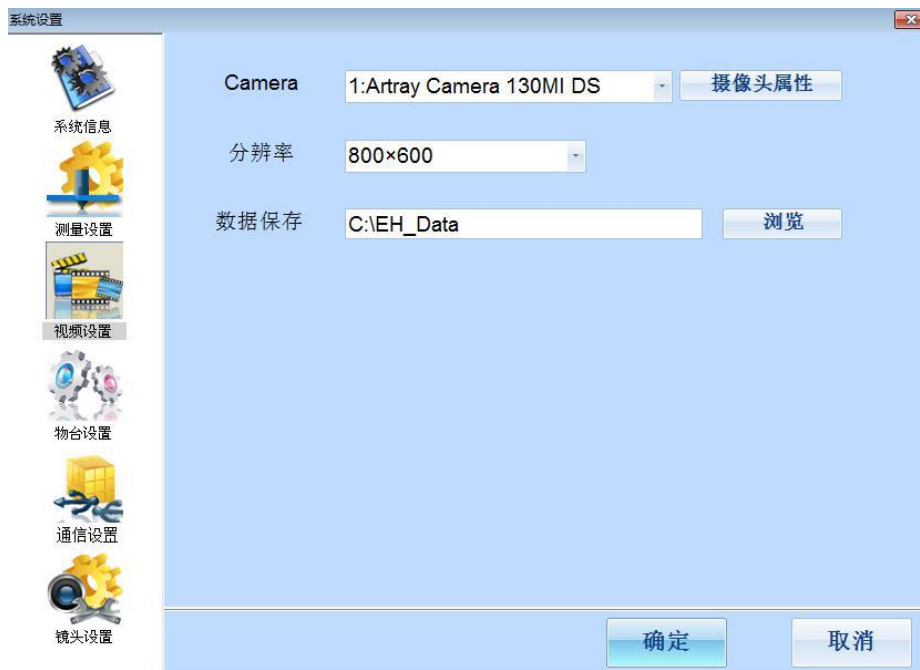 系统设置
系统信息
测量设置
视频设置
物台设置
通信设置
镜头设置
Camera
1:Artray Camera 130MI DS
摄像头属性
分辨率
800×600
数据保存
C:\EH_Data
浏览
确定
取消